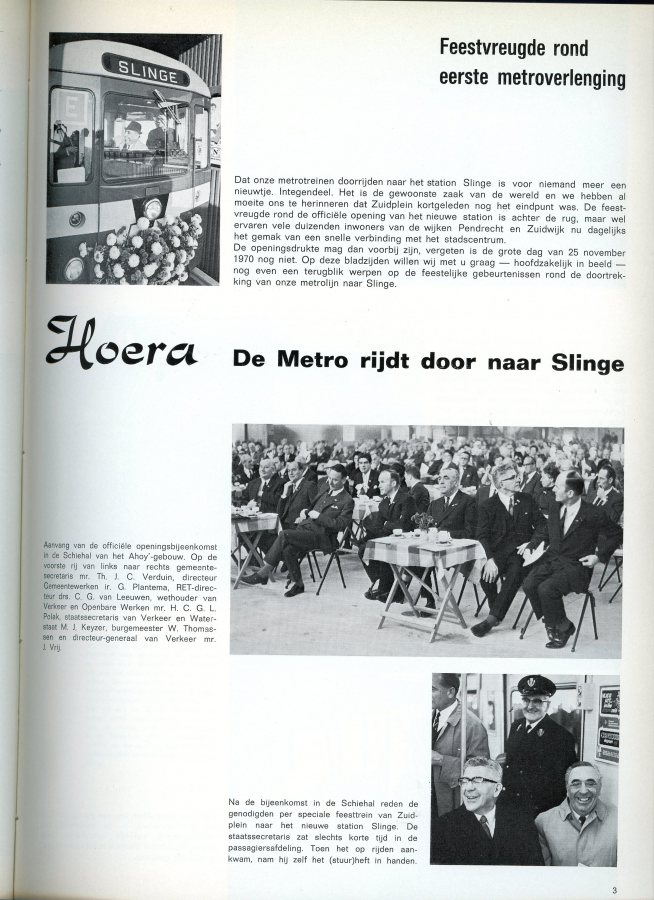 SLINGE
E
Feestvreugde rond
eerste metroverlenging
Dat onze metrotreinen doorrijden naar het station Slinge is voor niemand meer een
nieuwtje. Integendeel. Het is de gewoonste zaak van de wereld en we hebben al
moeite ons te herinneren dat Zuidplein kortgeleden nog het eindpunt was. De feest-
vreugde rond de officiële opening van het nieuwe station is achter de rug, maar wel
ervaren vele duizenden inwoners van de wijken Pendrecht en Zuidwijk nu dagelijks
het gemak van een snelle verbinding met het stadscentrum.
De openingsdrukte mag dan voorbij zijn, vergeten is de grote dag van 25 november
1970 nog niet. Op deze bladzijden willen wij met u graag — hoofdzakelijk in beeld —
nog even een terugblik werpen op de feestelijke gebeurtenissen rond de doortrek-
king van onze metrolijn naar Slinge.
Hoera De Metro rijdt door naar Slinge
Aanvang van de officiële openingsbijeenkomst
in de Schiehal van het Ahoy'-gebouw. Op de
voorste rij van links naar rechts gemeente-
secretaris mr. Th. J. C. Verduin, directeur
Gemeentewerken ir. G. Plantema, RET-direc-
teur drs. C. G. van Leeuwen, wethouder van
Verkeer en Openbare Werken mr. H. C. G. L.
Polak, staatssecretaris van Verkeer en Water-
staat M. J. Keyzer, burgemeester W. Thomas-
sen en directeur-generaal van Verkeer mr.
J. Vrij.
Na de bijeenkomst in de Schiehal reden de
genodigden per speciale feesttrein van Zuid-
plein naar het nieuwe station Slinge. De
staatssecretaris zat slechts korte tijd in de
passagiersafdeling. Toen het op rijden aan-
kwam, nam hij zelf het (stuur)heft in handen.
3